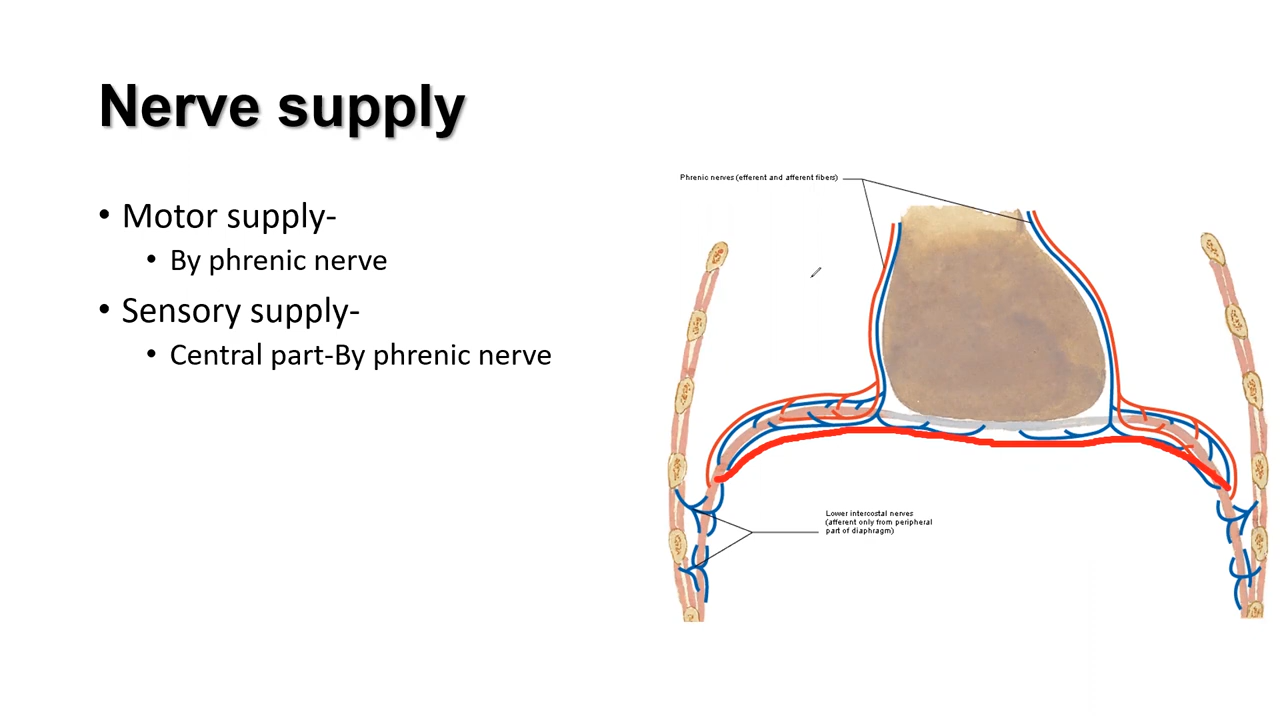 Nerve supply
• Motor supply-
• By phrenic nerve
• Sensory supply-
• Central part-By phrenic nerve
Phrenic nerves (efferent and afferent fibers)
Lower intercostal nerves
(afferent only from peripheral
part of diaphragm)